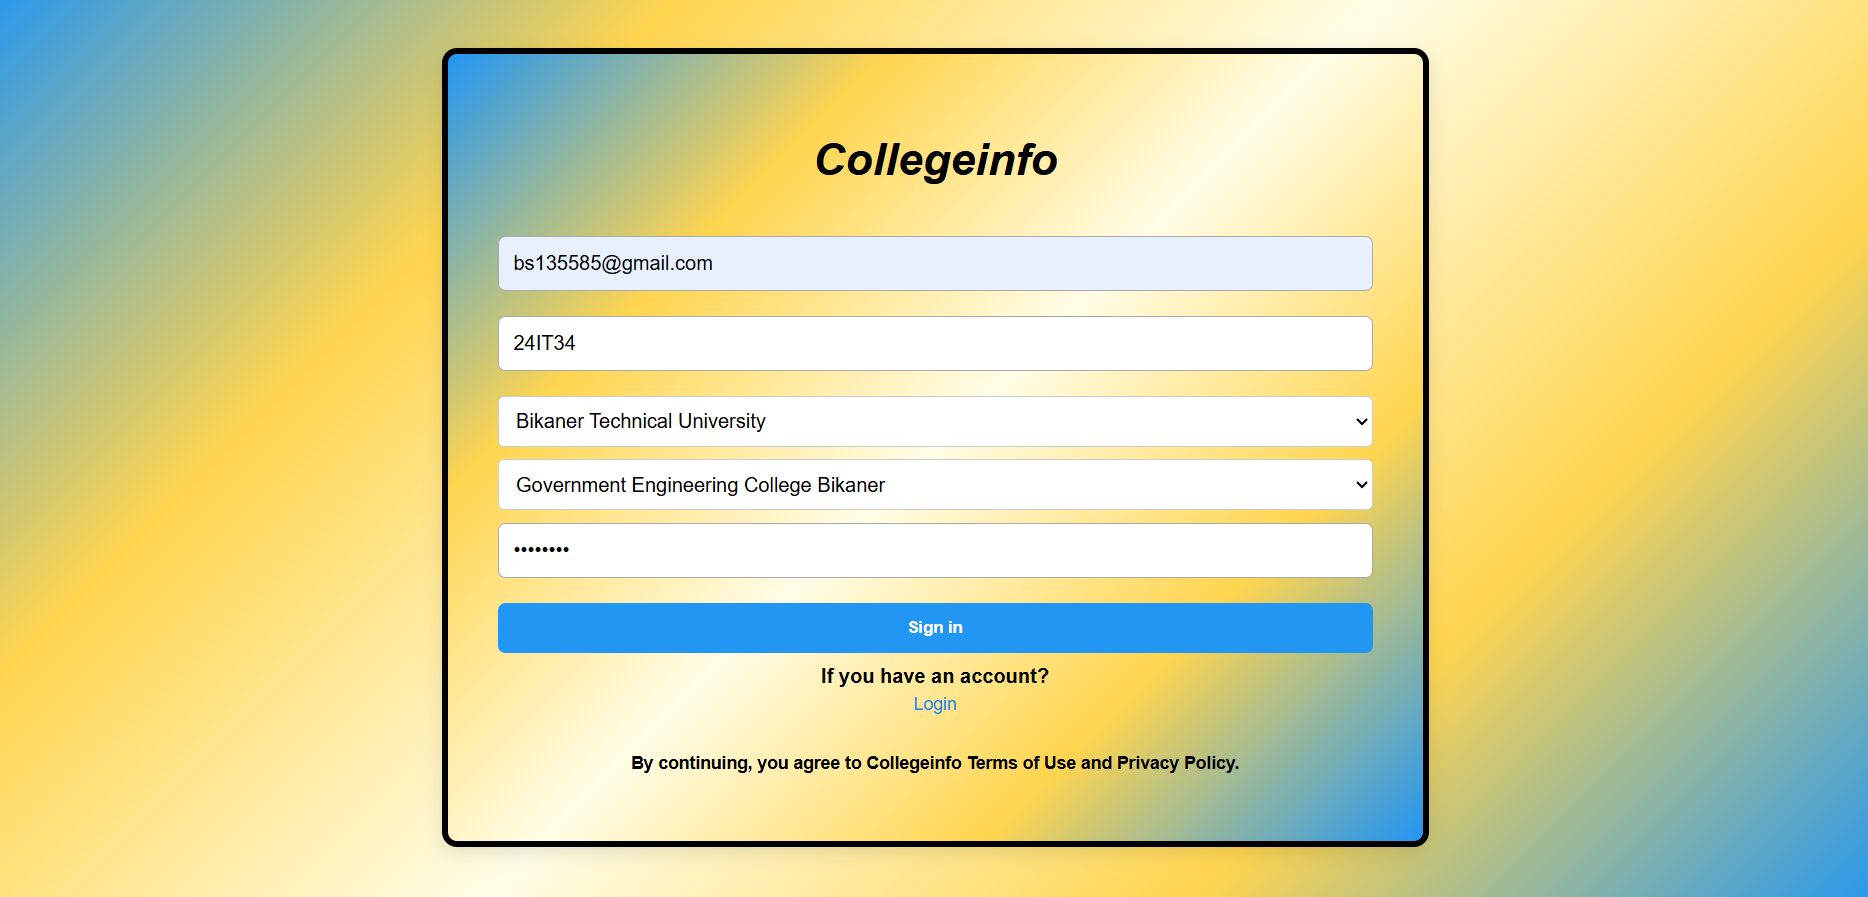 Collegeinfo
bs135585@gmail.com
24IT34
Bikaner Technical University
Government Engineering College Bikaner
••••••••
Sign in
If you have an account?
Login
By continuing, you agree to Collegeinfo Terms of Use and Privacy Policy.